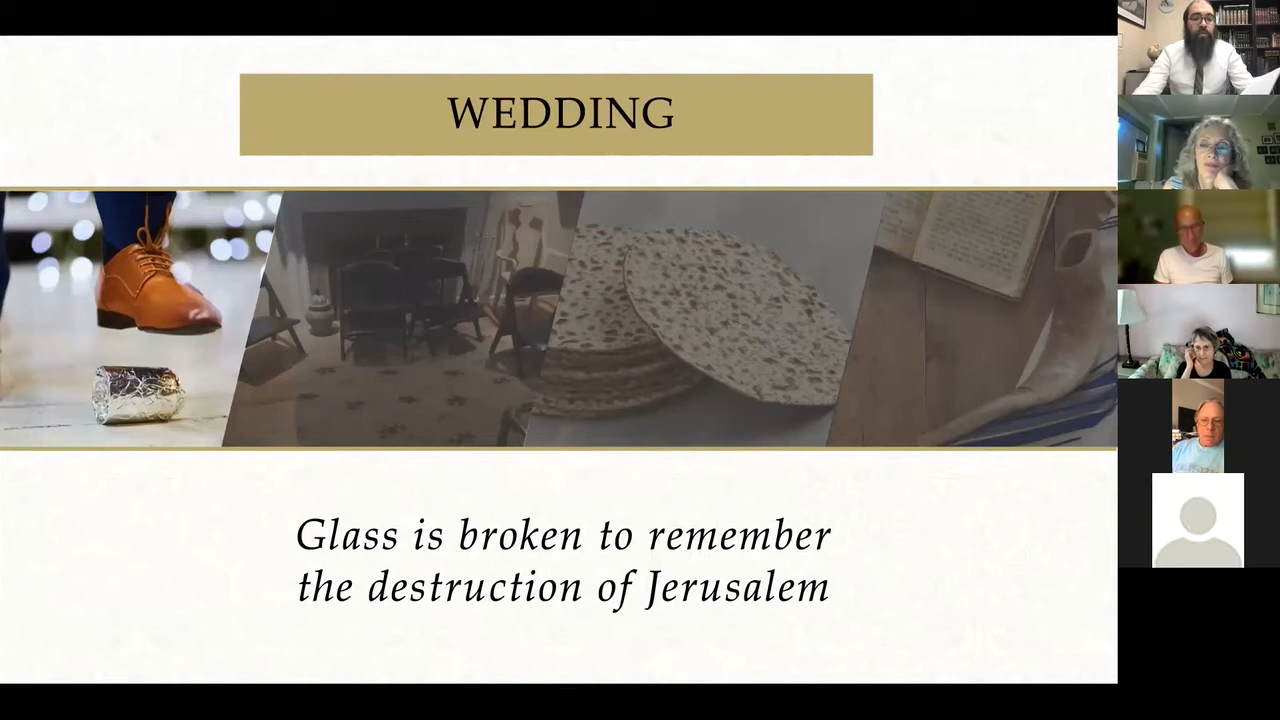 WEDDING
Glass is broken to remember
the destruction of Jerusalem